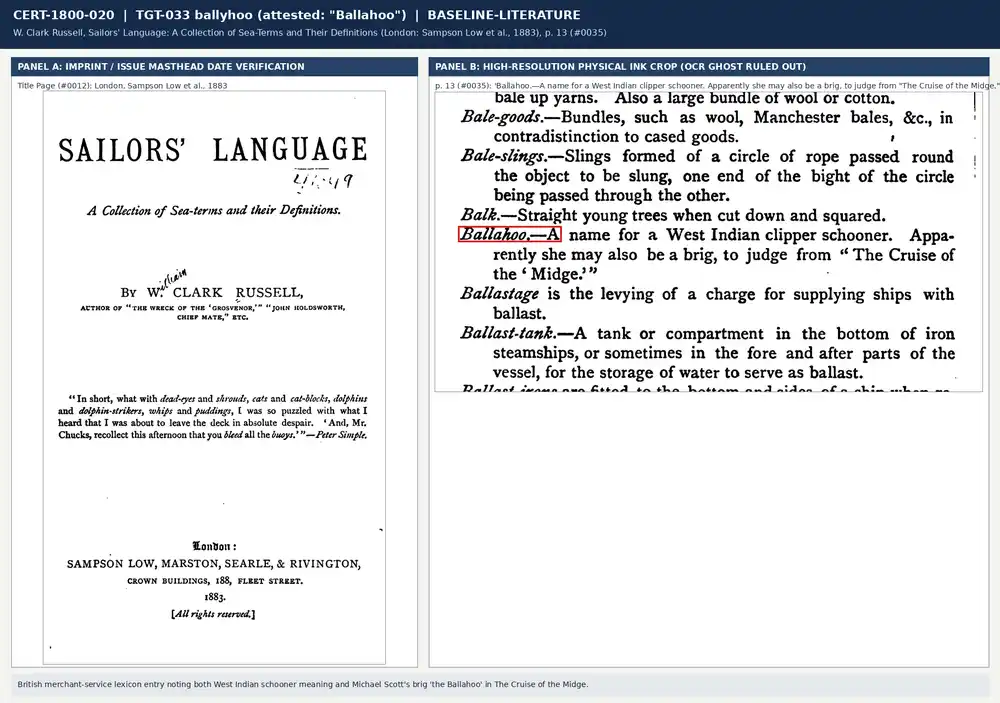 CERT-1800-020 | TGT-033 ballyhoo (attested: "Ballahoo") | BASELINE-LITERATURE
W. Clark Russell, Sailors' Language: A Collection of Sea-Terms and Their Definitions (London: Sampson Low et al., 1883), p. 13 (#0035)
PANEL A: IMPRINT / ISSUE MASTHEAD DATE VERIFICATION
Title Page (#0012): London, Sampson Low et al., 1883
SAILORS' LANGUAGE
A Collection of Sea-terms and their Definitions.
William
BY W. CLARK RUSSELL,
AUTHOR OF "THE WRECK OF THE 'GROSVENOR,'" "JOHN HOLDSWORTH,
CHIEF MATE," ETC.
"In short, what with dead-eyes and shrouds, cats and cat-blocks, dolphins
and dolphin-strikers, whips and puddings, I was so puzzled with what I
heard that I was about to leave the deck in absolute despair. 'And, Mr.
Chucks, recollect this afternoon that you bleed all the buoys.'"—Peter Simple.
London:
SAMPSON LOW, MARSTON, SEARLE, & RIVINGTON,
CROWN BUILDINGS, 188, FLEET STREET.
1883.
[All rights reserved.]
PANEL B: HIGH-RESOLUTION PHYSICAL INK CROP (OCR GHOST RULED OUT)
p. 13 (#0035): 'Ballahoo.—A name for a West Indian clipper schooner. Apparently she may also be a brig, to judge from "The Cruise of the Midge."
bale up yarns. Also a large bundle of wool or cotton.
Bale-goods.—Bundles, such as wool, Manchester bales, &c., in
contradistinction to cased goods.
Bale-slings.—Slings formed of a circle of rope passed round
the object to be slung, one end of the bight of the circle
being passed through the other.
Balk.—Straight young trees when cut down and squared.
Ballahoo.—A name for a West Indian clipper schooner. Appa-
rently she may also be a brig, to judge from "The Cruise of
the 'Midge.'"
Ballastage is the levying of a charge for supplying ships with
ballast.
Ballast-tank.—A tank or compartment in the bottom of iron
steamships, or sometimes in the fore and after parts of the
vessel, for the storage of water to serve as ballast.
Ballast-irons are fitted to the bottom and sides of a ship when re-
British merchant-service lexicon entry noting both West Indian schooner meaning and Michael Scott's brig 'the Ballahoo' in The Cruise of the Midge.